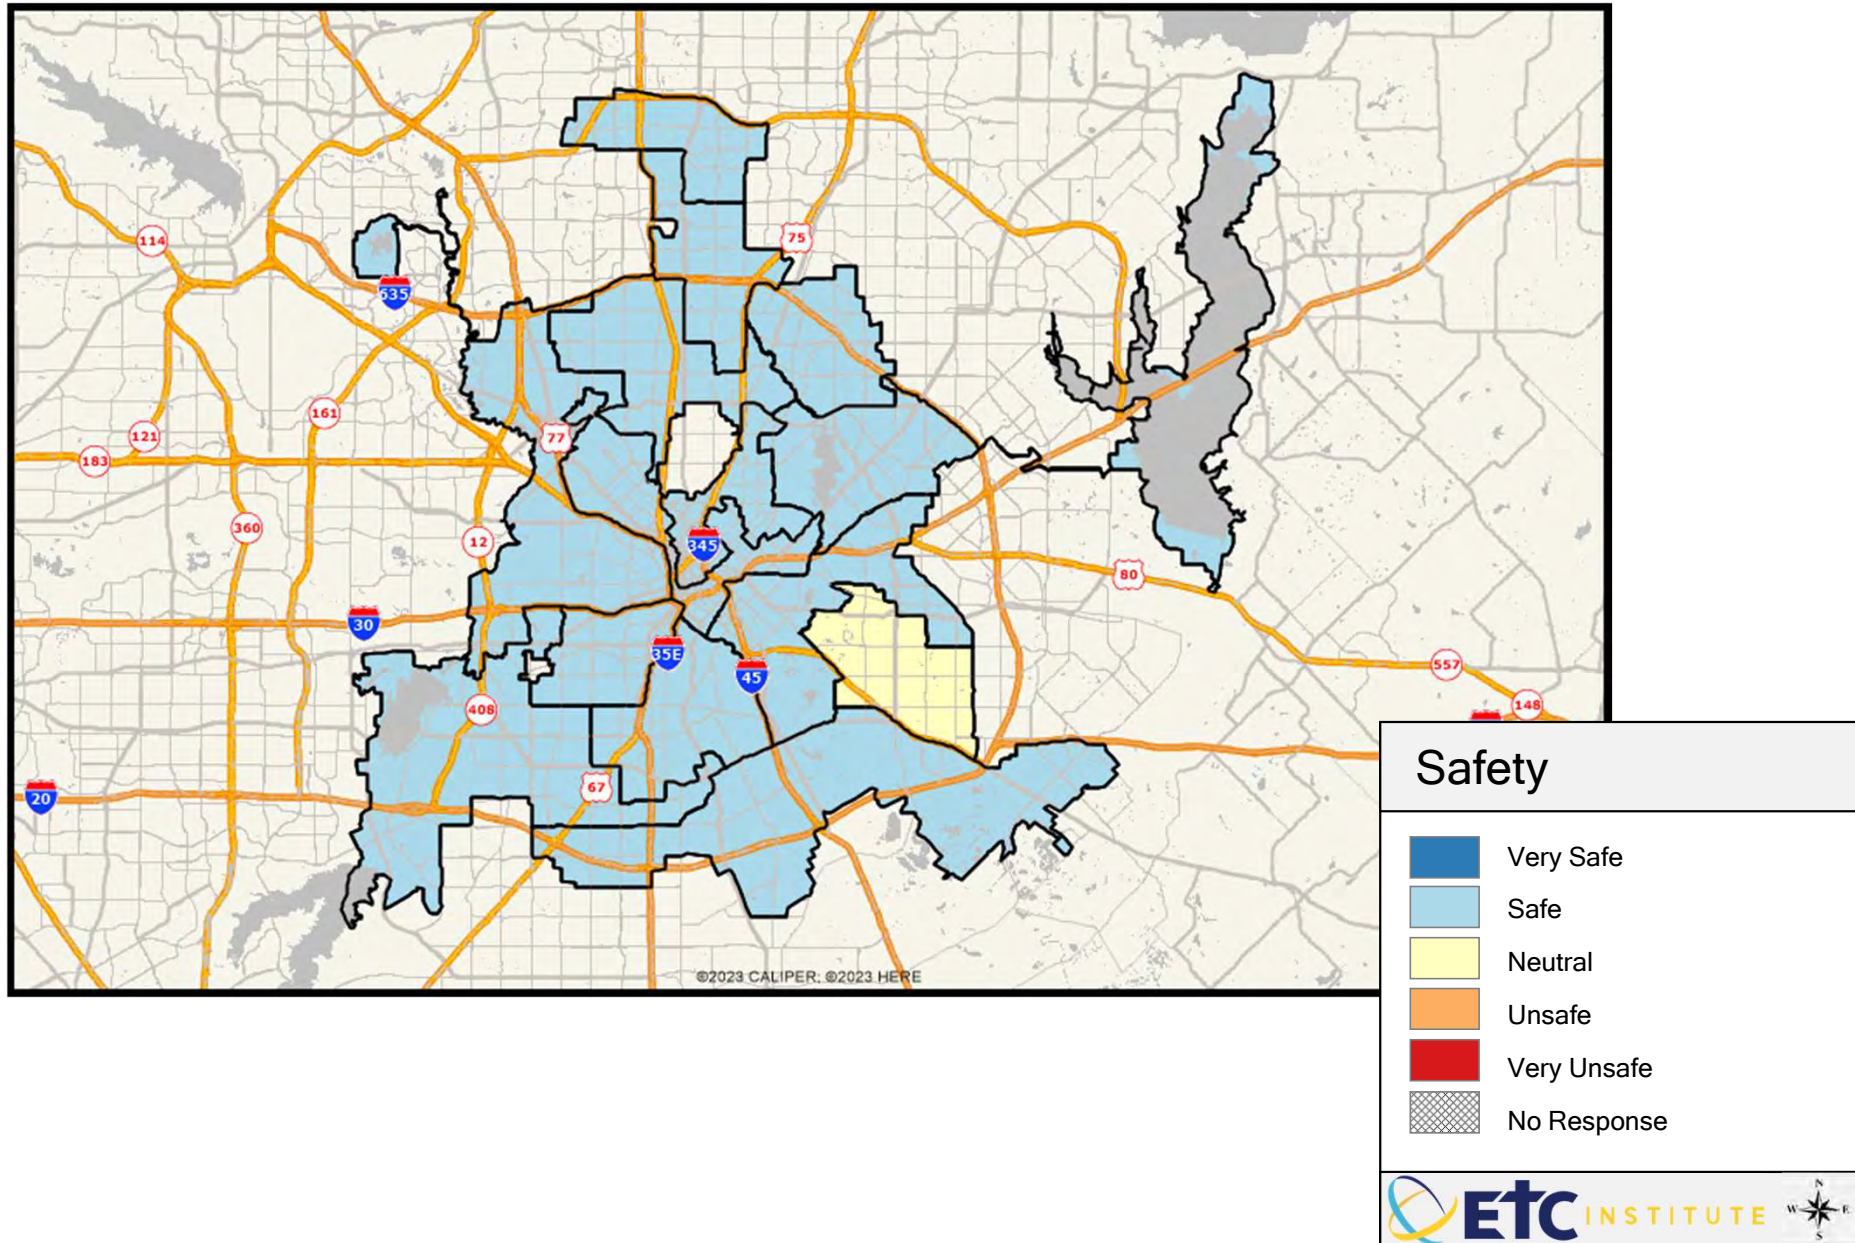 114
75
635
161
121
77
183
360
12
345
80
30
35E
45
557
408
148
67
20
©2023 CALIPER; ©2023 HERE
Safety
Very Safe
Safe
Neutral
Unsafe
Very Unsafe
No Response
ETC INSTITUTE
N
W E
S